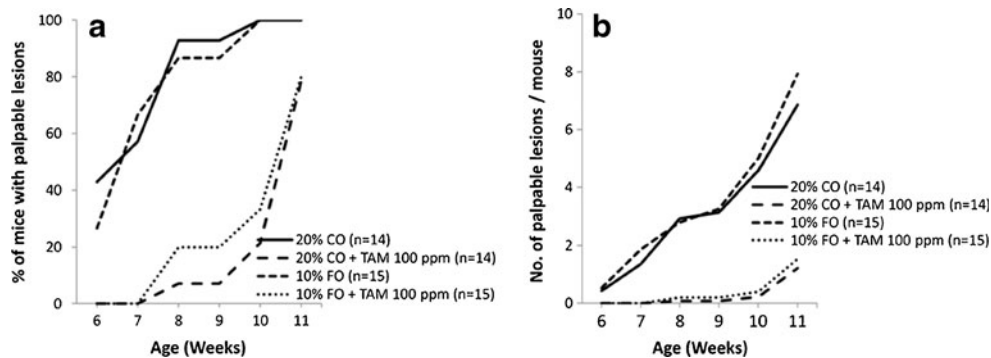 a
% of mice with palpable lesions
100
80
60
40
20
0
6 7 8 9 10 11
Age (Weeks)
20% CO (n=14)
20% CO + TAM 100 ppm (n=14)
10% FO (n=15)
10% FO + TAM 100 ppm (n=15)
b
No. of palpable lesions / mouse
10
8
6
4
2
0
6 7 8 9 10 11
Age (Weeks)
20% CO (n=14)
20% CO + TAM 100 ppm (n=14)
10% FO (n=15)
10% FO + TAM 100 ppm (n=15)